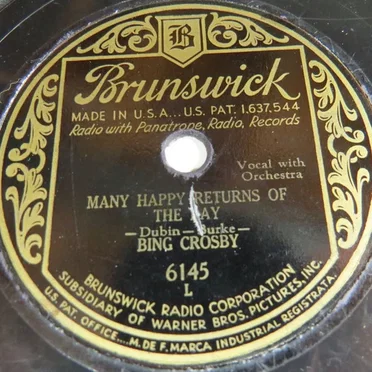 B
Brunswick
MADE IN U.S.A... U.S. PAT. 1.637,544
Radio with Panatrope, Radio, Records
Vocal with
Orchestra
MANY HAPPY RETURNS OF
THE DAY
—Dubin—Burke—
BING CROSBY
6145
L
BRUNSWICK RADIO CORPORATION
SUBSIDIARY OF WARNER BROS. PICTURES, INC.
U.S. PAT. OFFICE....M. DE F. MARCA INDUSTRIAL REGISTRATA.